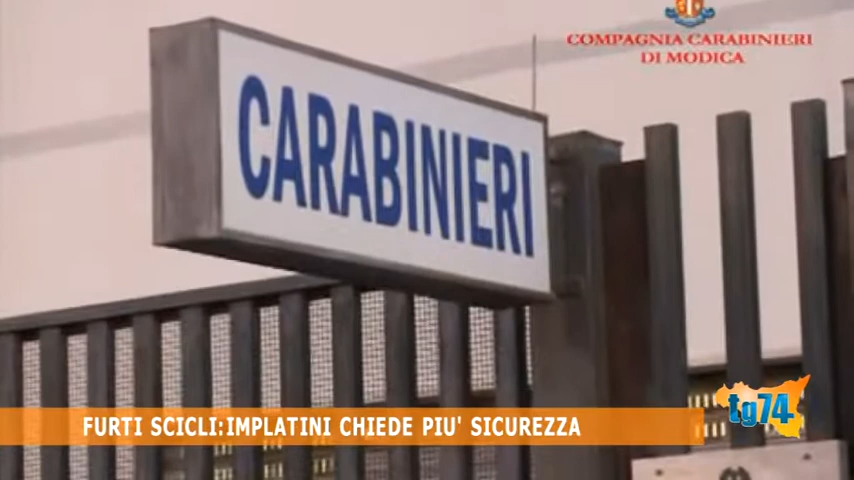 COMPAGNIA CARABINIERI
DI MODICA
CARABINIERI
tg74
FURTI SCICLI:IMPLATINI CHIEDE PIU' SICUREZZA